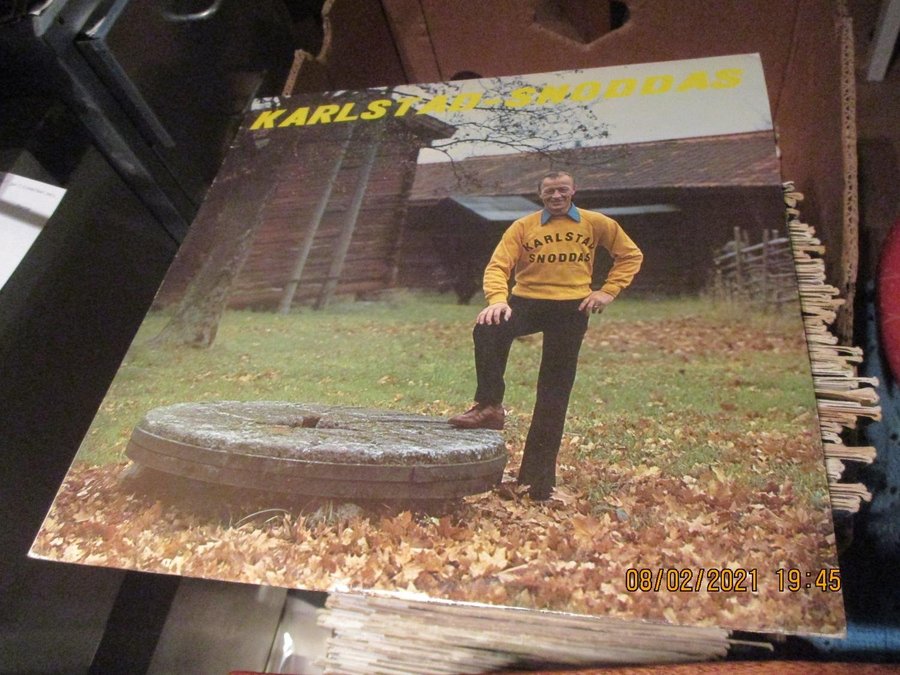 KARLSTAD-SNODDAS
KARLSTAD
SNODDAS
08/02/2021 19:45